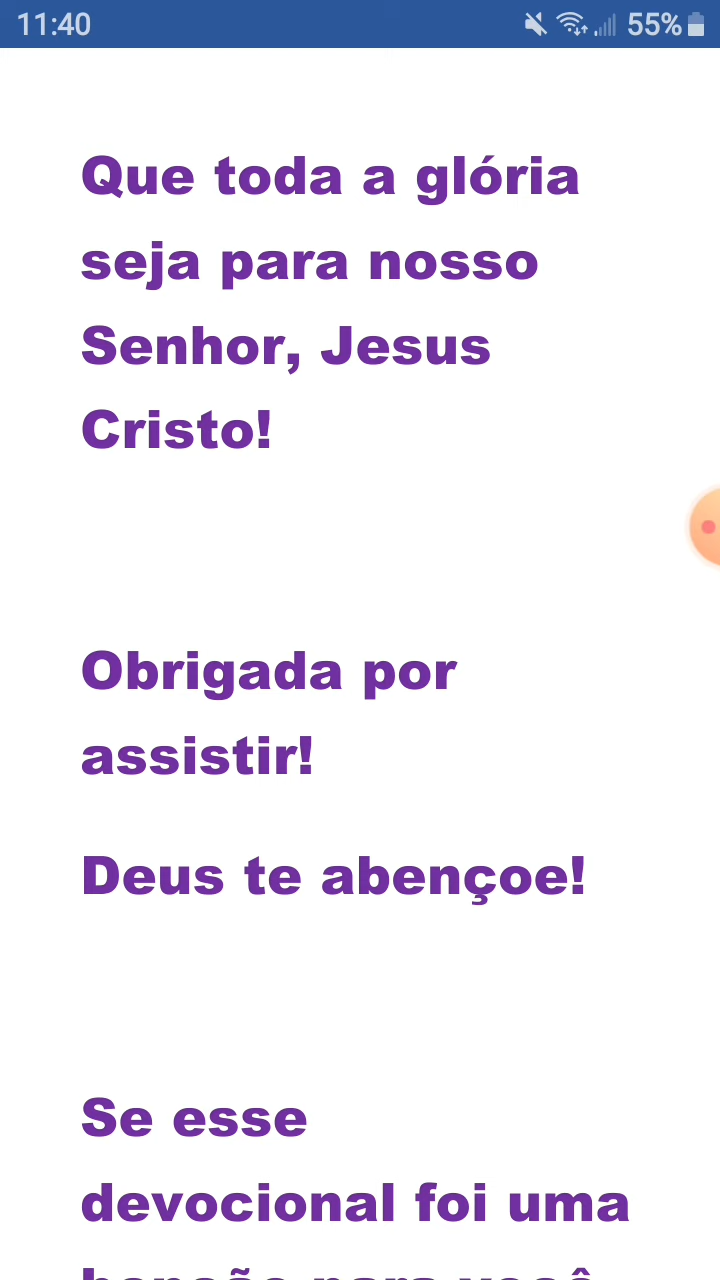 11:40 55%
Que toda a glória
seja para nosso
Senhor, Jesus
Cristo!
Obrigada por
assistir!
Deus te abençoe!
Se esse
devocional foi uma